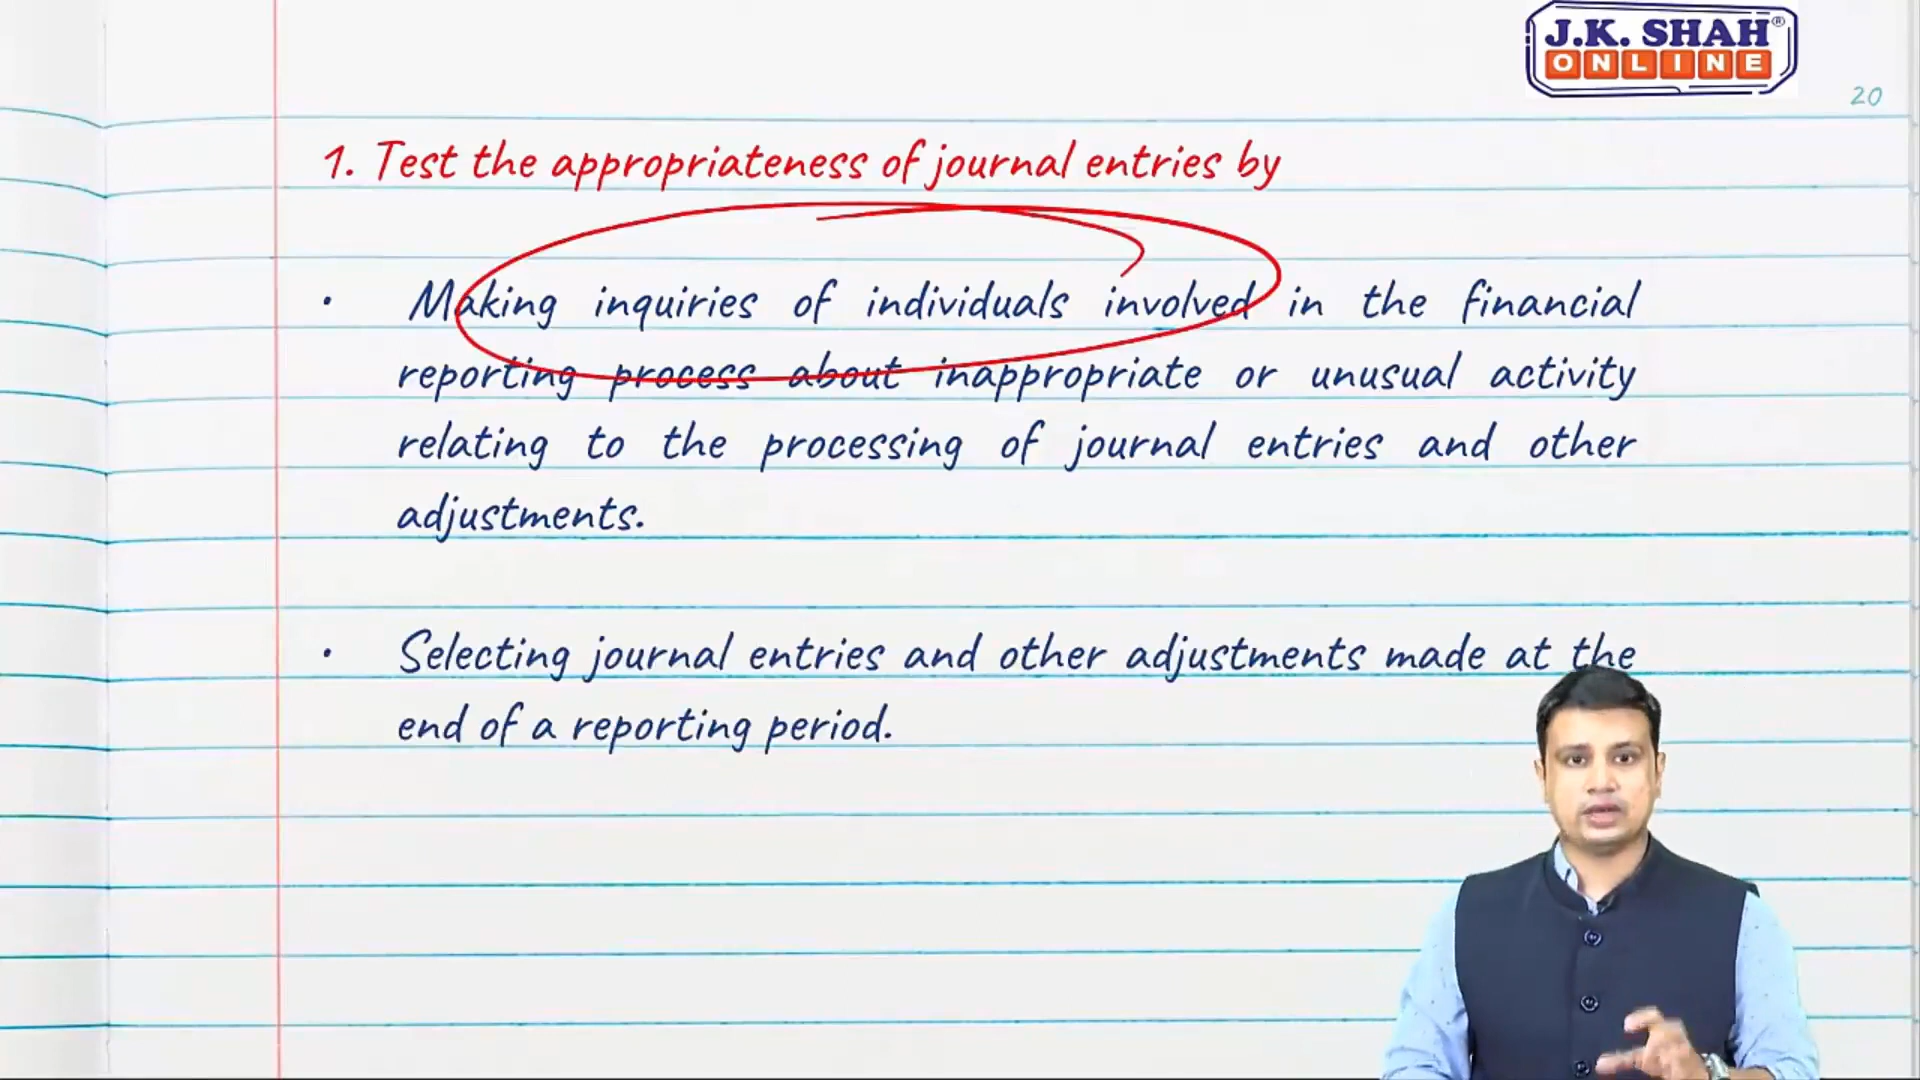 J.K. SHAH®
ONLINE
20
1. Test the appropriateness of journal entries by
• Making inquiries of individuals involved in the financial
reporting process about inappropriate or unusual activity
relating to the processing of journal entries and other
adjustments.
• Selecting journal entries and other adjustments made at the
end of a reporting period.